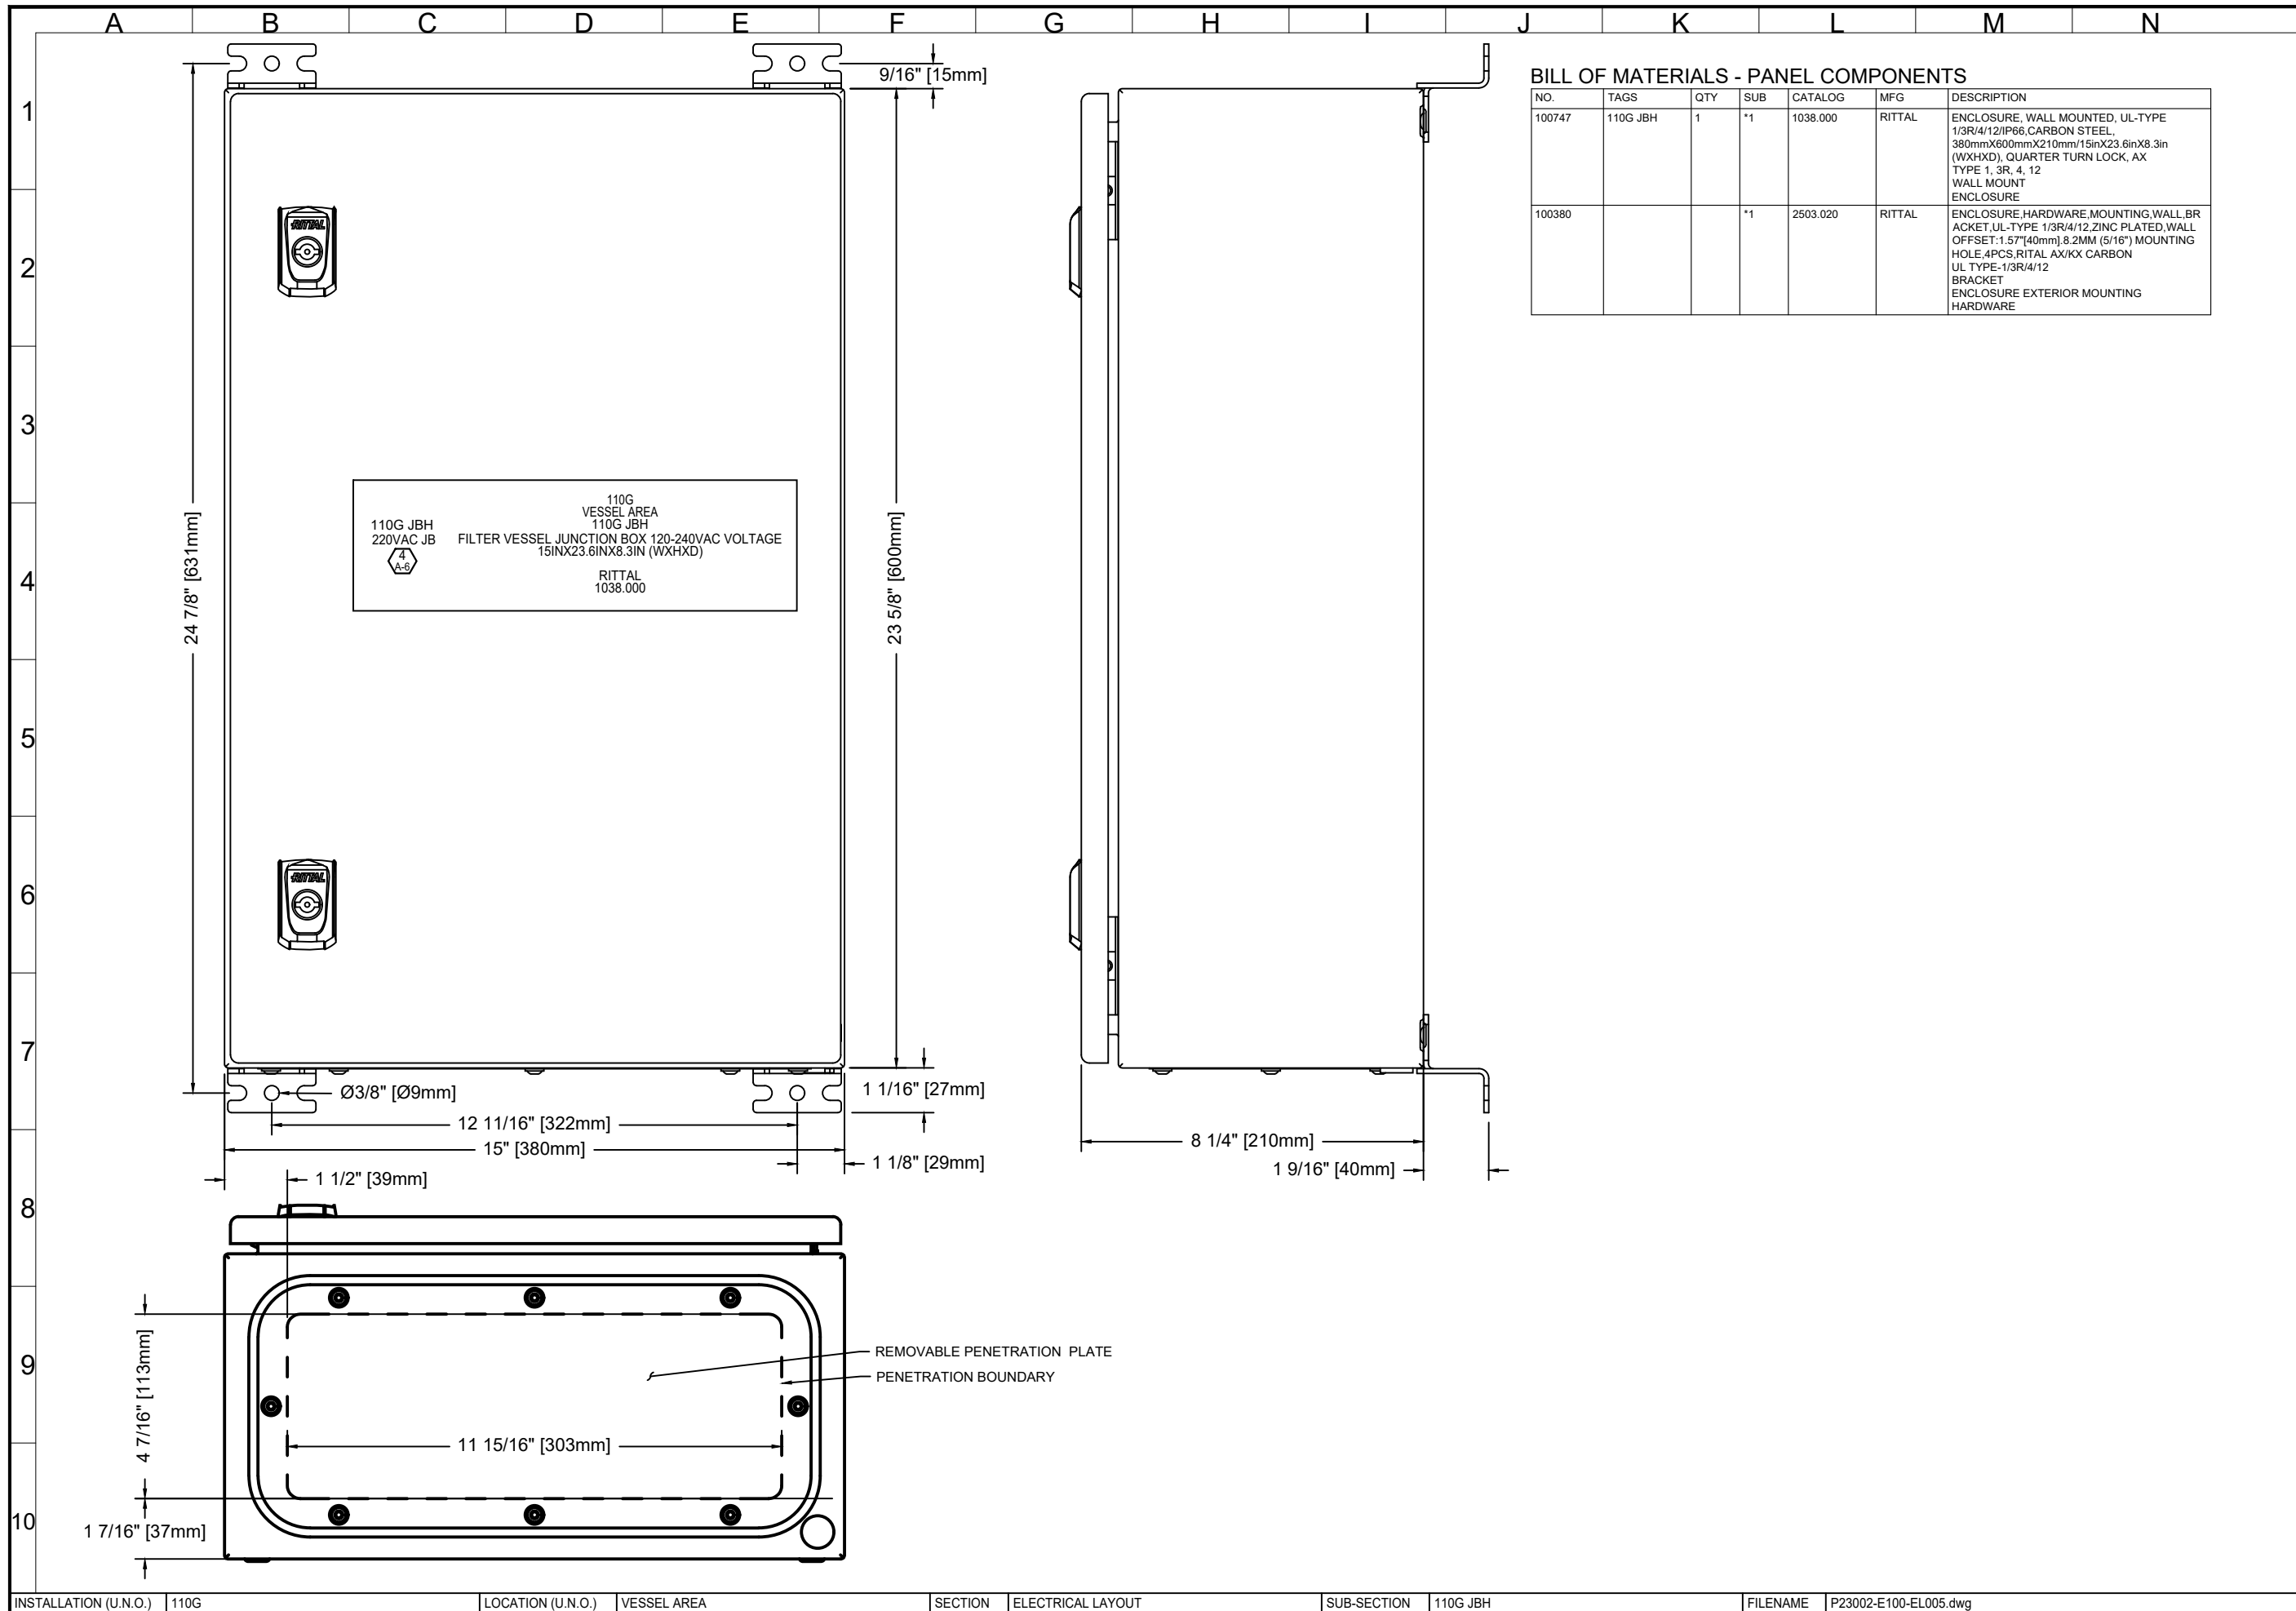 A B C D E F G H I J K L M N
1
2
3
4
5
6
7
8
9
10
9/16" [15mm]
24 7/8" [631mm]
23 5/8" [600mm]
RITTAL
110G JBH
220VAC JB
4
A-6
110G
VESSEL AREA
110G JBH
FILTER VESSEL JUNCTION BOX 120-240VAC VOLTAGE
15INX23.6INX8.3IN (WXHXD)
RITTAL
1038.000
RITTAL
Ø3/8" [Ø9mm]
1 1/16" [27mm]
12 11/16" [322mm]
15" [380mm]
1 1/8" [29mm]
1 1/2" [39mm]
8 1/4" [210mm]
1 9/16" [40mm]
4 7/16" [113mm]
REMOVABLE PENETRATION PLATE
PENETRATION BOUNDARY
11 15/16" [303mm]
1 7/16" [37mm]
BILL OF MATERIALS - PANEL COMPONENTS
NO. TAGS QTY SUB CATALOG MFG DESCRIPTION
100747 110G JBH 1 *1 1038.000 RITTAL ENCLOSURE, WALL MOUNTED, UL-TYPE
1/3R/4/12/IP66,CARBON STEEL,
380mmX600mmX210mm/15inX23.6inX8.3in
(WXHXD), QUARTER TURN LOCK, AX
TYPE 1, 3R, 4, 12
WALL MOUNT
ENCLOSURE
100380 *1 2503.020 RITTAL ENCLOSURE,HARDWARE,MOUNTING,WALL,BR
ACKET,UL-TYPE 1/3R/4/12,ZINC PLATED,WALL
OFFSET:1.57"[40mm].8.2MM (5/16") MOUNTING
HOLE,4PCS,RITAL AX/KX CARBON
UL TYPE-1/3R/4/12
BRACKET
ENCLOSURE EXTERIOR MOUNTING
HARDWARE
INSTALLATION (U.N.O.) 110G LOCATION (U.N.O.) VESSEL AREA SECTION ELECTRICAL LAYOUT SUB-SECTION 110G JBH FILENAME P23002-E100-EL005.dwg